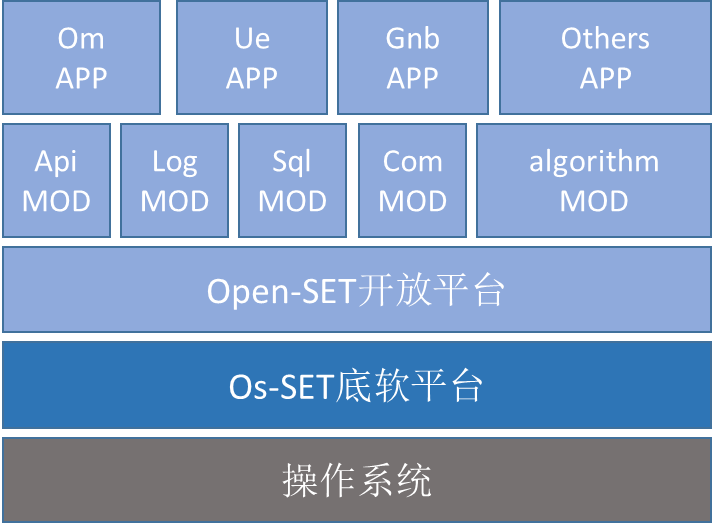 Om
APP
Ue
APP
Gnb
APP
Others
APP
Api
MOD
Log
MOD
Sql
MOD
Com
MOD
algorithm
MOD
Open-SET开放平台
Os-SET底软平台
操作系统